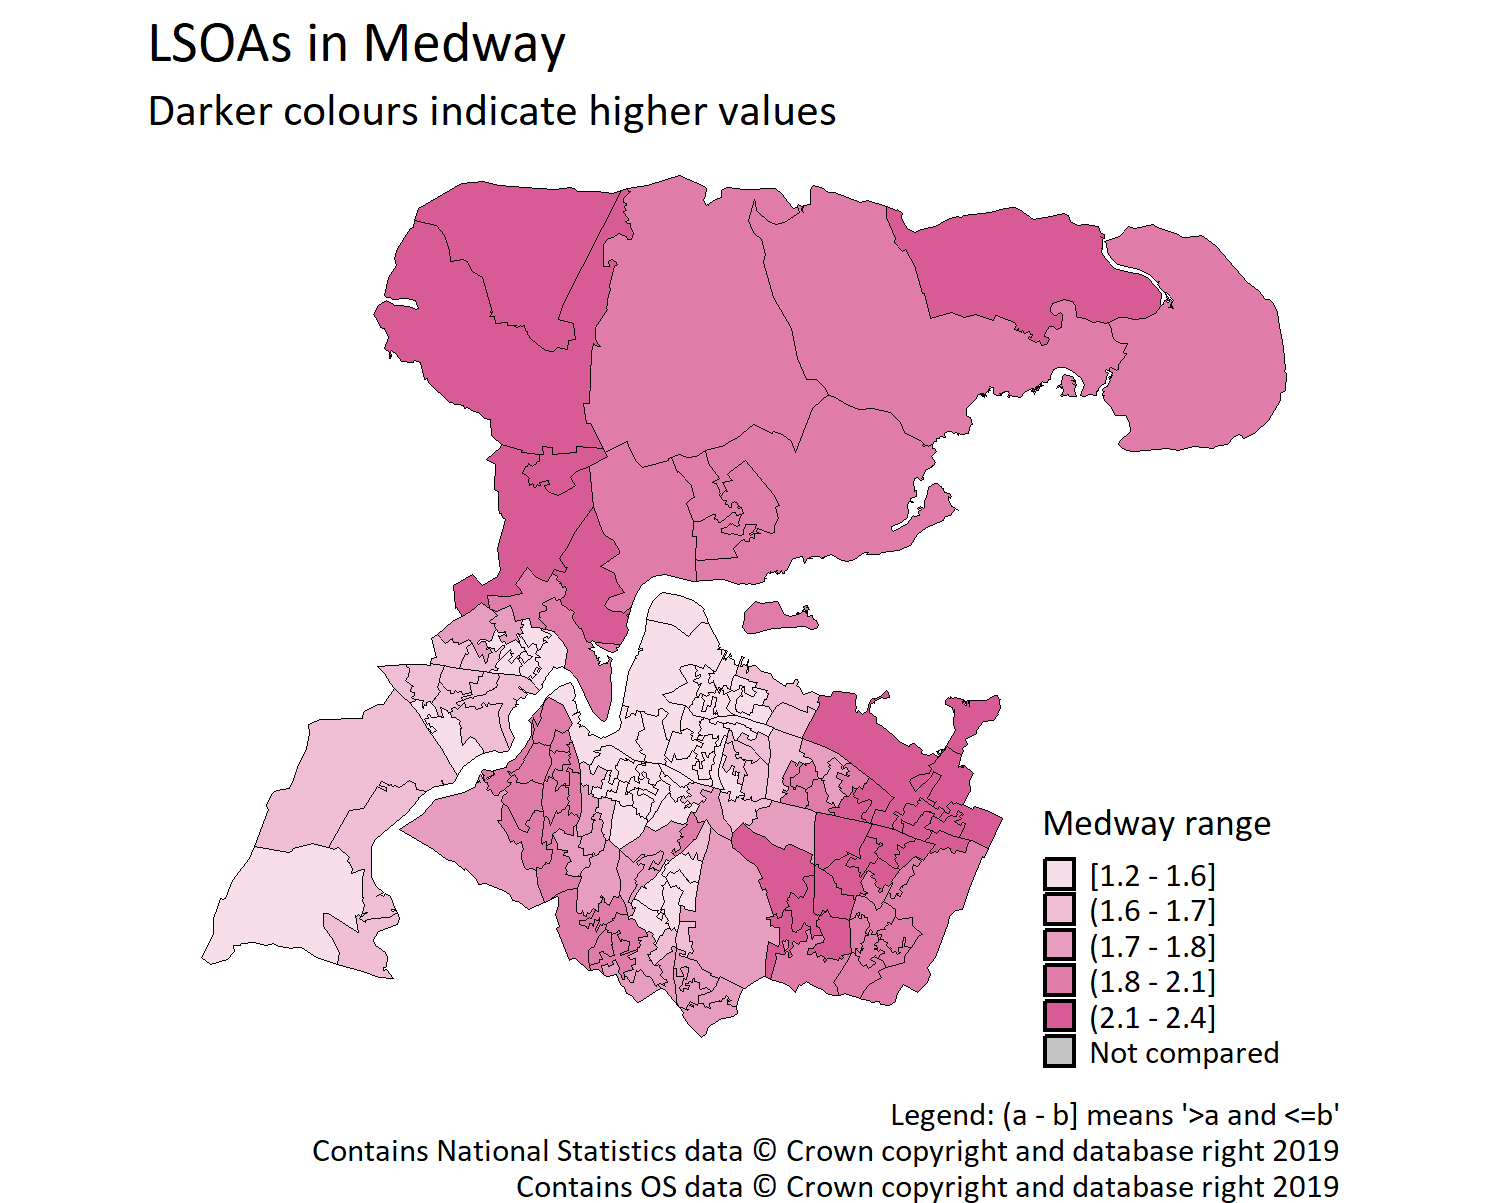 LSOAs in Medway
Darker colours indicate higher values
Medway range
[1.2 - 1.6]
(1.6 - 1.7]
(1.7 - 1.8]
(1.8 - 2.1]
(2.1 - 2.4]
Not compared
Legend: (a - b] means '>a and <=b'
Contains National Statistics data © Crown copyright and database right 2019
Contains OS data © Crown copyright and database right 2019